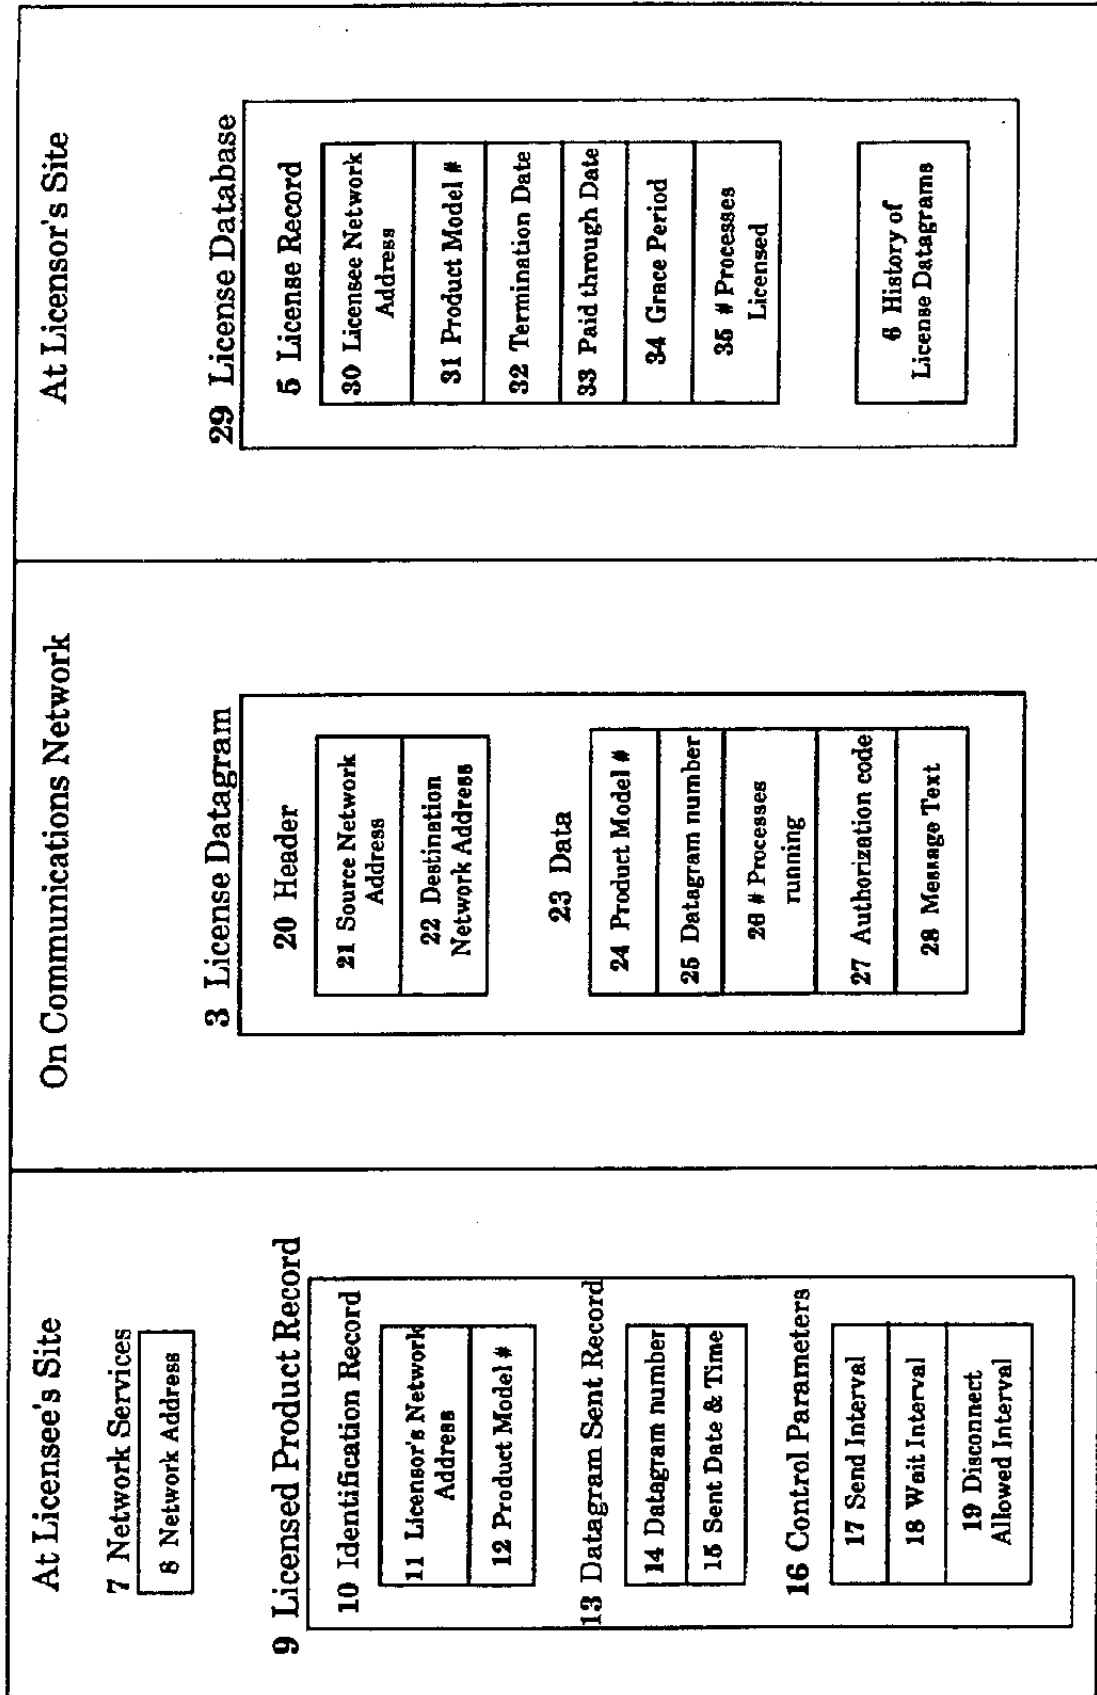 At Licensee's Site
7 Network Services
8 Network Address
9 Licensed Product Record
10 Identification Record
11 Licensor's Network
Address
12 Product Model #
13 Datagram Sent Record
14 Datagram number
15 Sent Date & Time
16 Control Parameters
17 Send Interval
18 Wait Interval
19 Disconnect
Allowed Interval
On Communications Network
3 License Datagram
20 Header
21 Source Network
Address
22 Destination
Network Address
23 Data
24 Product Model #
25 Datagram number
26 # Processes
running
27 Authorization code
28 Message Text
At Licensor's Site
29 License Database
5 License Record
30 Licensee Network
Address
31 Product Model #
32 Termination Date
33 Paid through Date
34 Grace Period
35 # Processes
Licensed
6 History of
License Datagrams